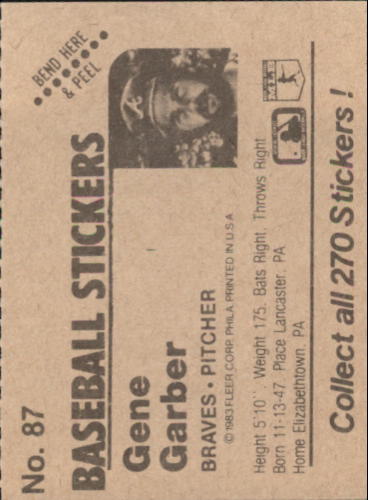 No. 87
BEND HERE
& PEEL
BASEBALL STICKERS
Gene
Garber
BRAVES • PITCHER
© 1983 FLEER CORP. PHILA. PRINTED IN U.S.A.
Height 5'10". Weight 175. Bats Right. Throws Right
Born 11-13-47. Place Lancaster, PA
Home Elizabethtown, PA
Collect all 270 Stickers!